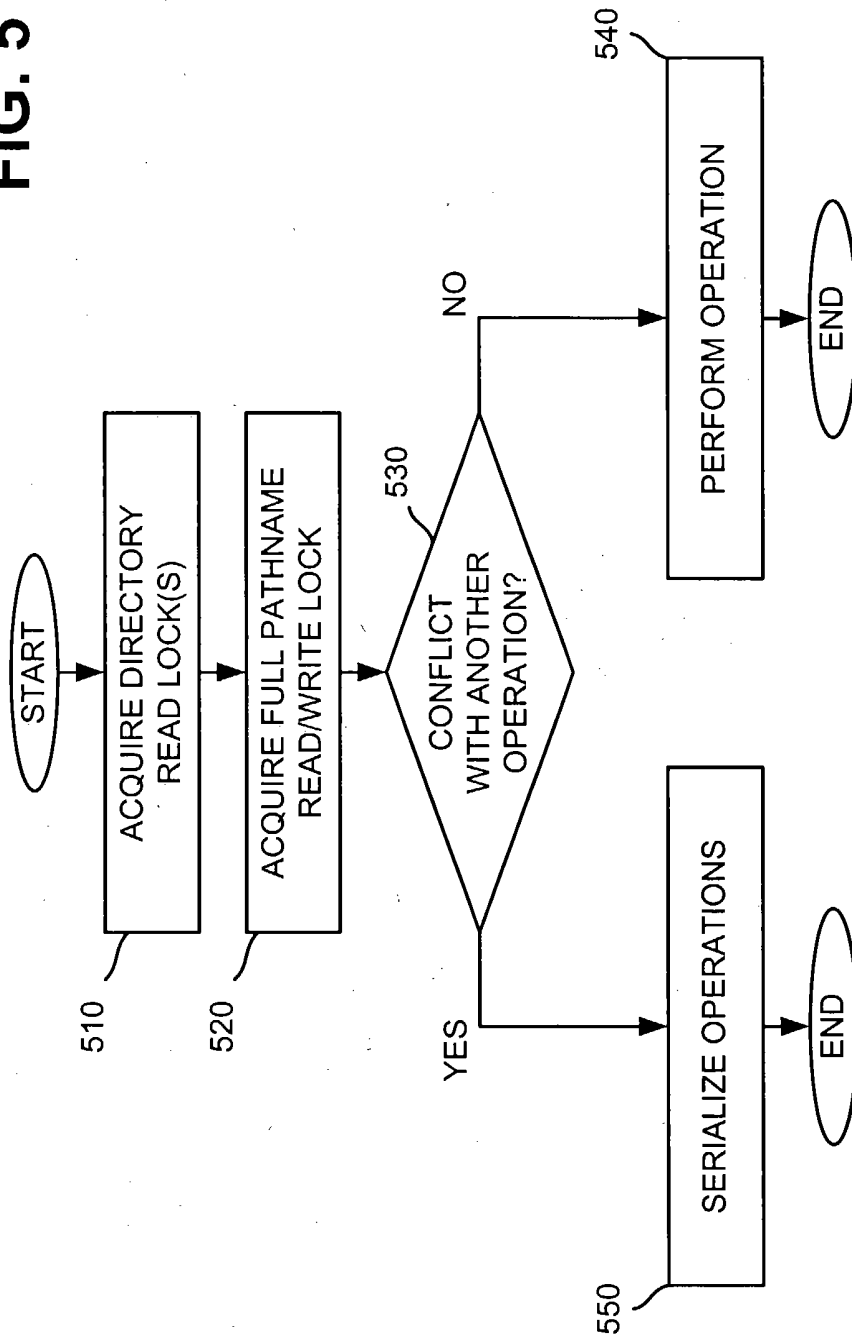 FIG. 5
START
510
ACQUIRE DIRECTORY
READ LOCK(S)
520
ACQUIRE FULL PATHNAME
READ/WRITE LOCK
530
CONFLICT
WITH ANOTHER
OPERATION?
YES
NO
550
SERIALIZE OPERATIONS
540
PERFORM OPERATION
END
END